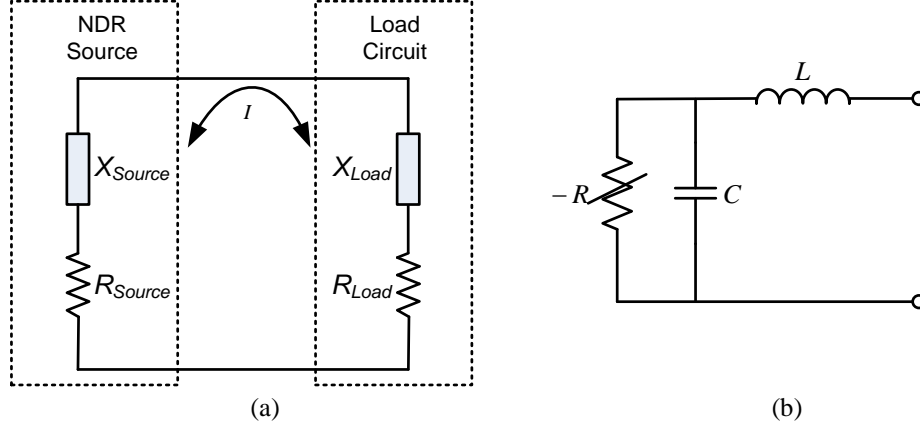 NDR
Source
Load
Circuit
I
X_Source
X_Load
R_Source
R_Load
(a)
L
– R
C
(b)